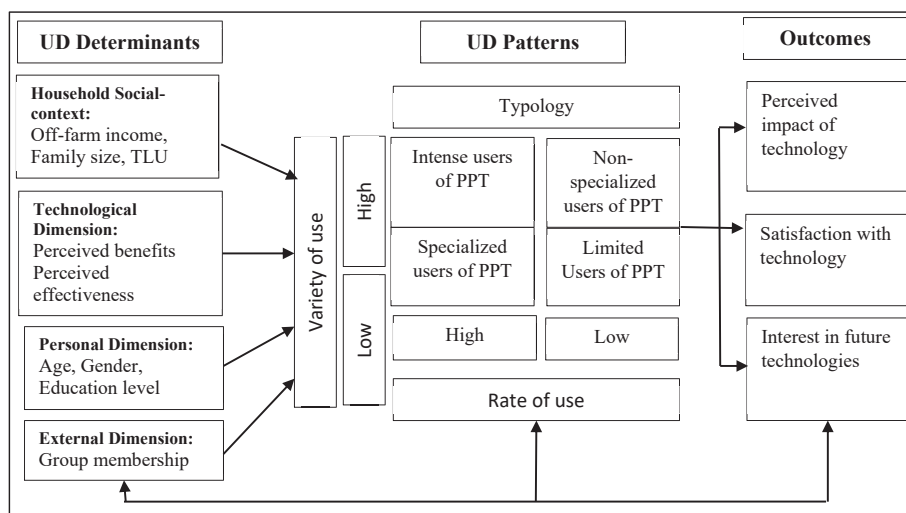 UD Determinants
Household Social-
context:
Off-farm income,
Family size, TLU
Technological
Dimension:
Perceived benefits
Perceived
effectiveness
Personal Dimension:
Age, Gender,
Education level
External Dimension:
Group membership
UD Patterns
Typology
Variety of use
High
Low
Intense users
of PPT
Non-
specialized
users of PPT
Specialized
users of PPT
Limited
Users of PPT
High
Low
Rate of use
Outcomes
Perceived
impact of
technology
Satisfaction with
technology
Interest in future
technologies